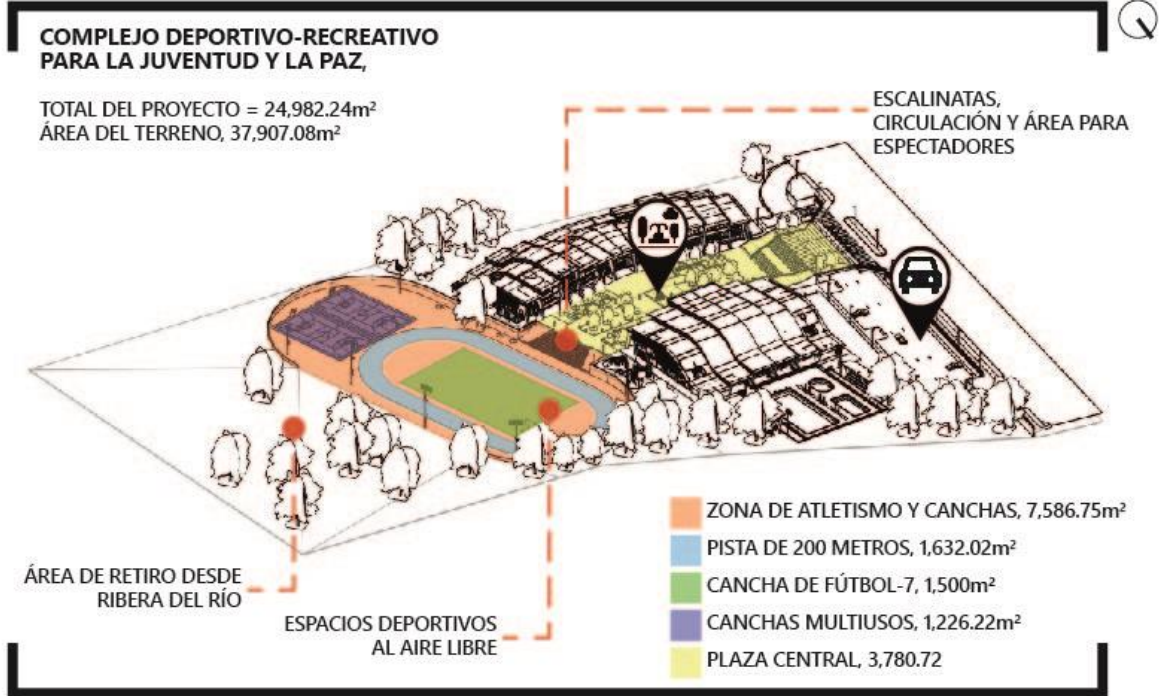 COMPLEJO DEPORTIVO-RECREATIVO
PARA LA JUVENTUD Y LA PAZ,
TOTAL DEL PROYECTO = 24,982.24m²
ÁREA DEL TERRENO, 37,907.08m²
ESCALINATAS,
CIRCULACIÓN Y ÁREA PARA
ESPECTADORES
ÁREA DE RETIRO DESDE
RIBERA DEL RÍO
ESPACIOS DEPORTIVOS
AL AIRE LIBRE
ZONA DE ATLETISMO Y CANCHAS, 7,586.75m²
PISTA DE 200 METROS, 1,632.02m²
CANCHA DE FÚTBOL-7, 1,500m²
CANCHAS MULTIUSOS, 1,226.22m²
PLAZA CENTRAL, 3,780.72